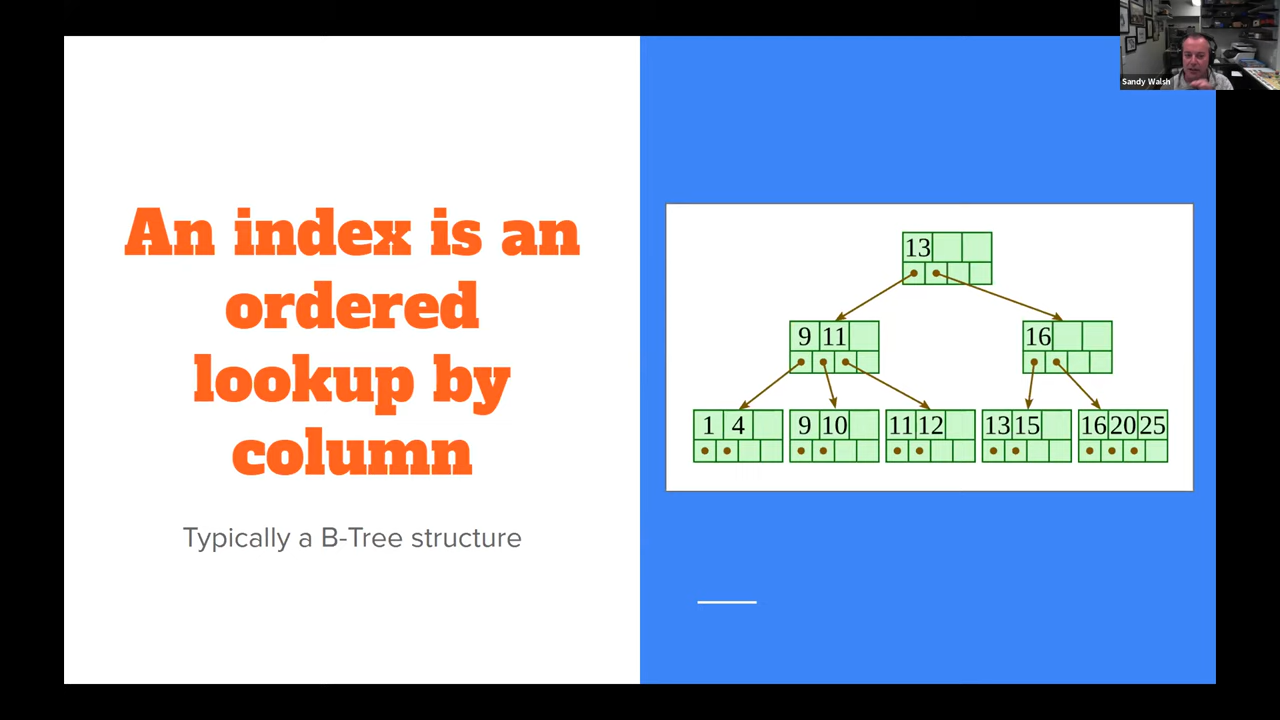 Sandy Walsh
An index is an
ordered
lookup by
column
Typically a B-Tree structure
13
9 11
16
1 4
9 10
11 12
13 15
16 20 25